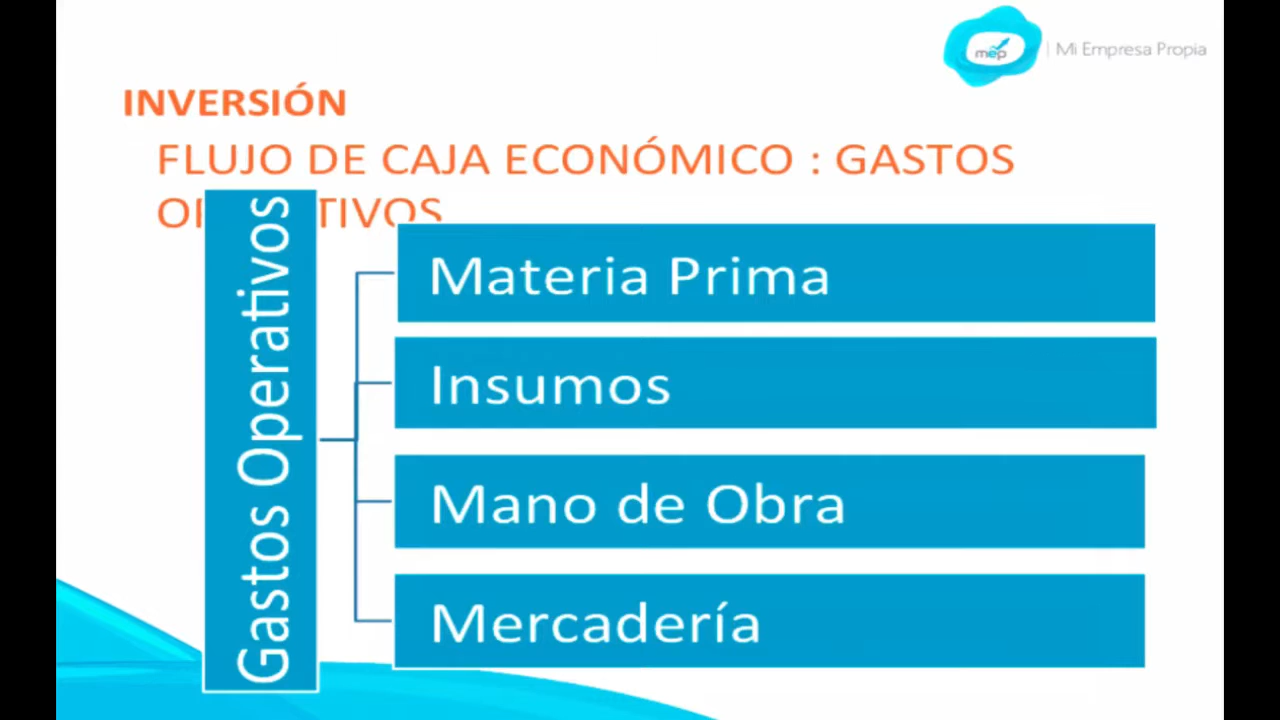 mep | Mi Empresa Propia
INVERSIÓN
FLUJO DE CAJA ECONÓMICO : GASTOS
Gastos Operativos
Materia Prima
Insumos
Mano de Obra
Mercadería